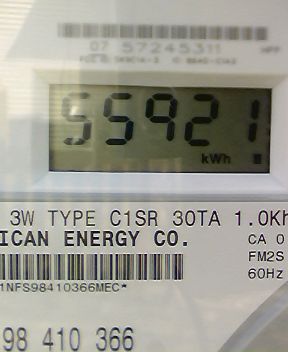 07 57245311
55921
kWh
3W TYPE C1SR 30TA 1.0Kh
ICAN ENERGY CO.
CA 0
FM2S
60Hz
1NFS98410366MEC*
98 410 366